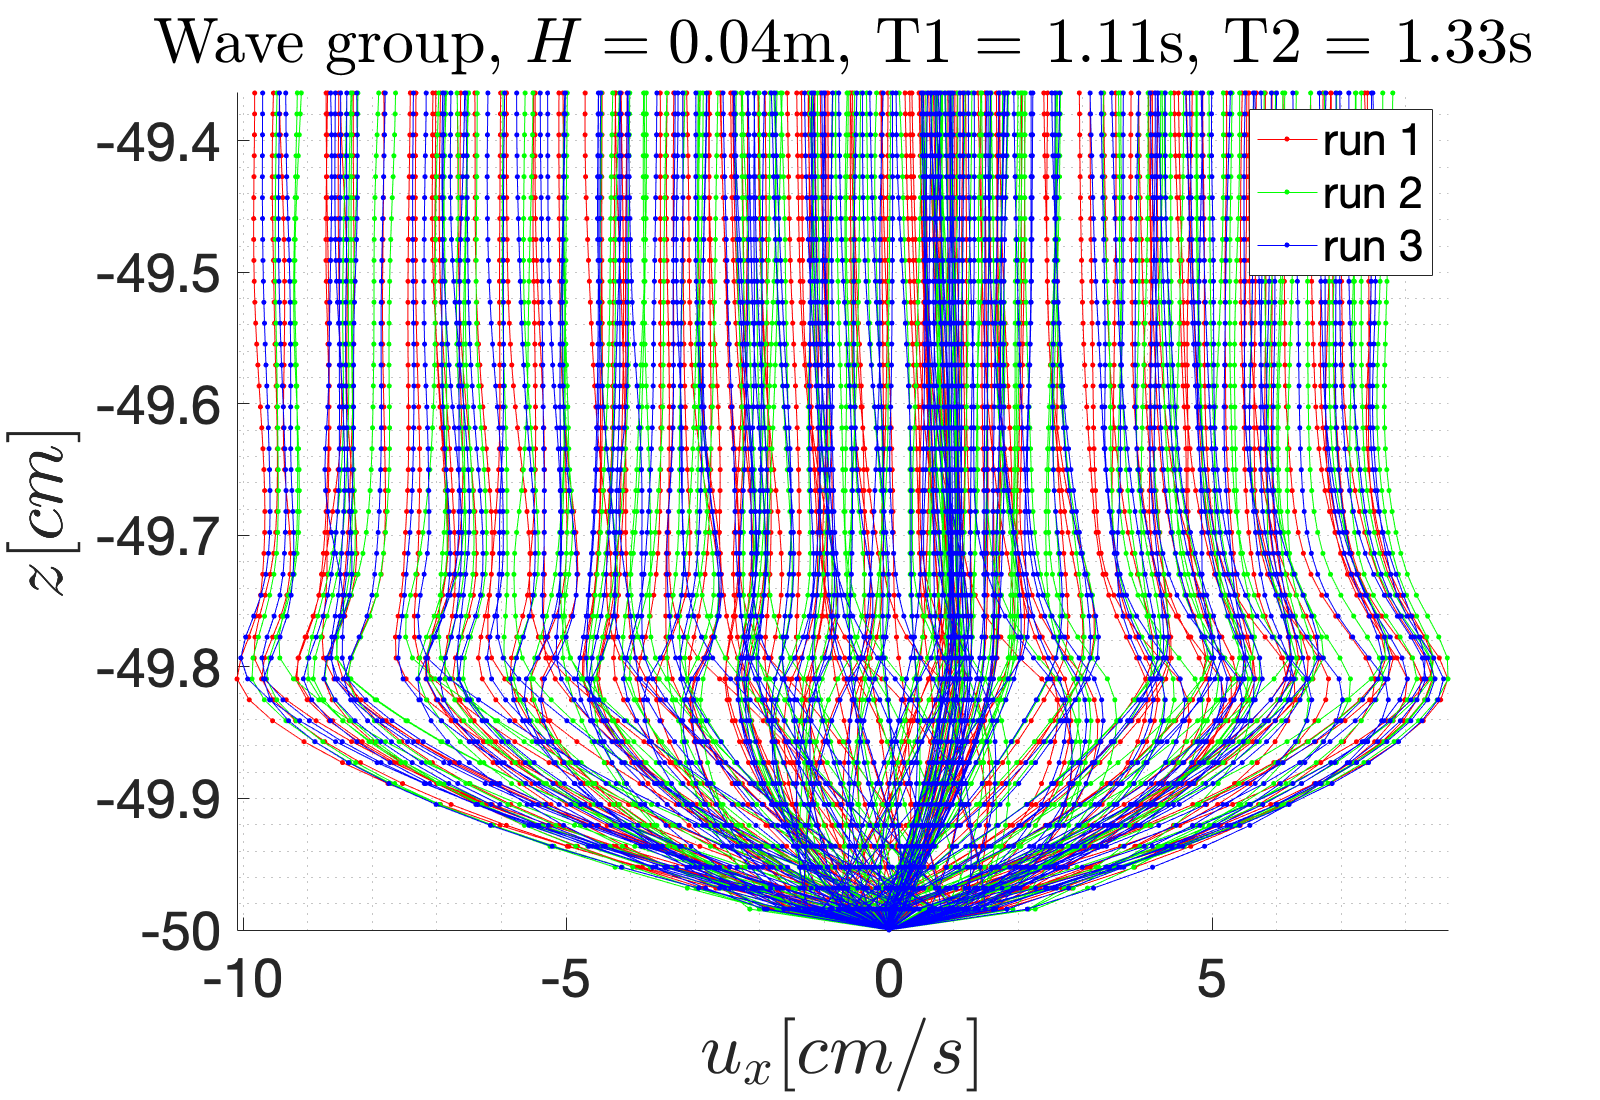 Wave group, H = 0.04m, T1 = 1.11s, T2 = 1.33s
run 1
run 2
run 3
-49.4
-49.5
-49.6
-49.7
-49.8
-49.9
-50
z[cm]
-10 -5 0 5
u_x[cm/s]